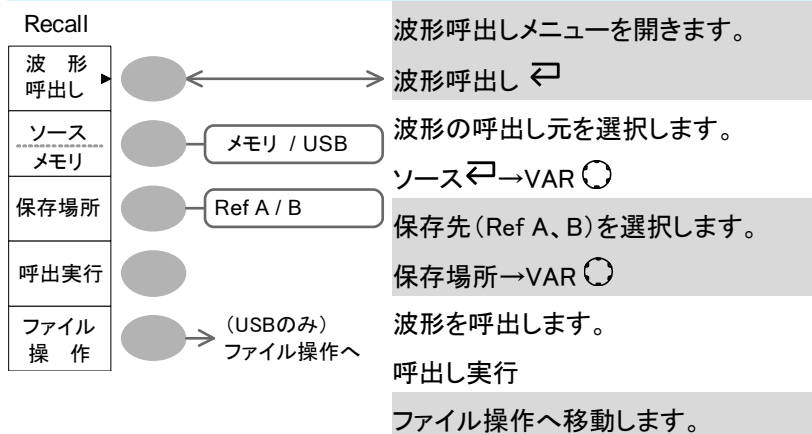 Recall
波 形
呼出し
ソース
メモリ
保存場所
呼出実行
ファイル
操 作
メモリ / USB
Ref A / B
（USBのみ）
ファイル操作へ
波形呼出しメニューを開きます。
波形呼出し
波形の呼出し元を選択します。
ソース→VAR
保存先（Ref A、B）を選択します。
保存場所→VAR
波形を呼出します。
呼出し実行
ファイル操作へ移動します。